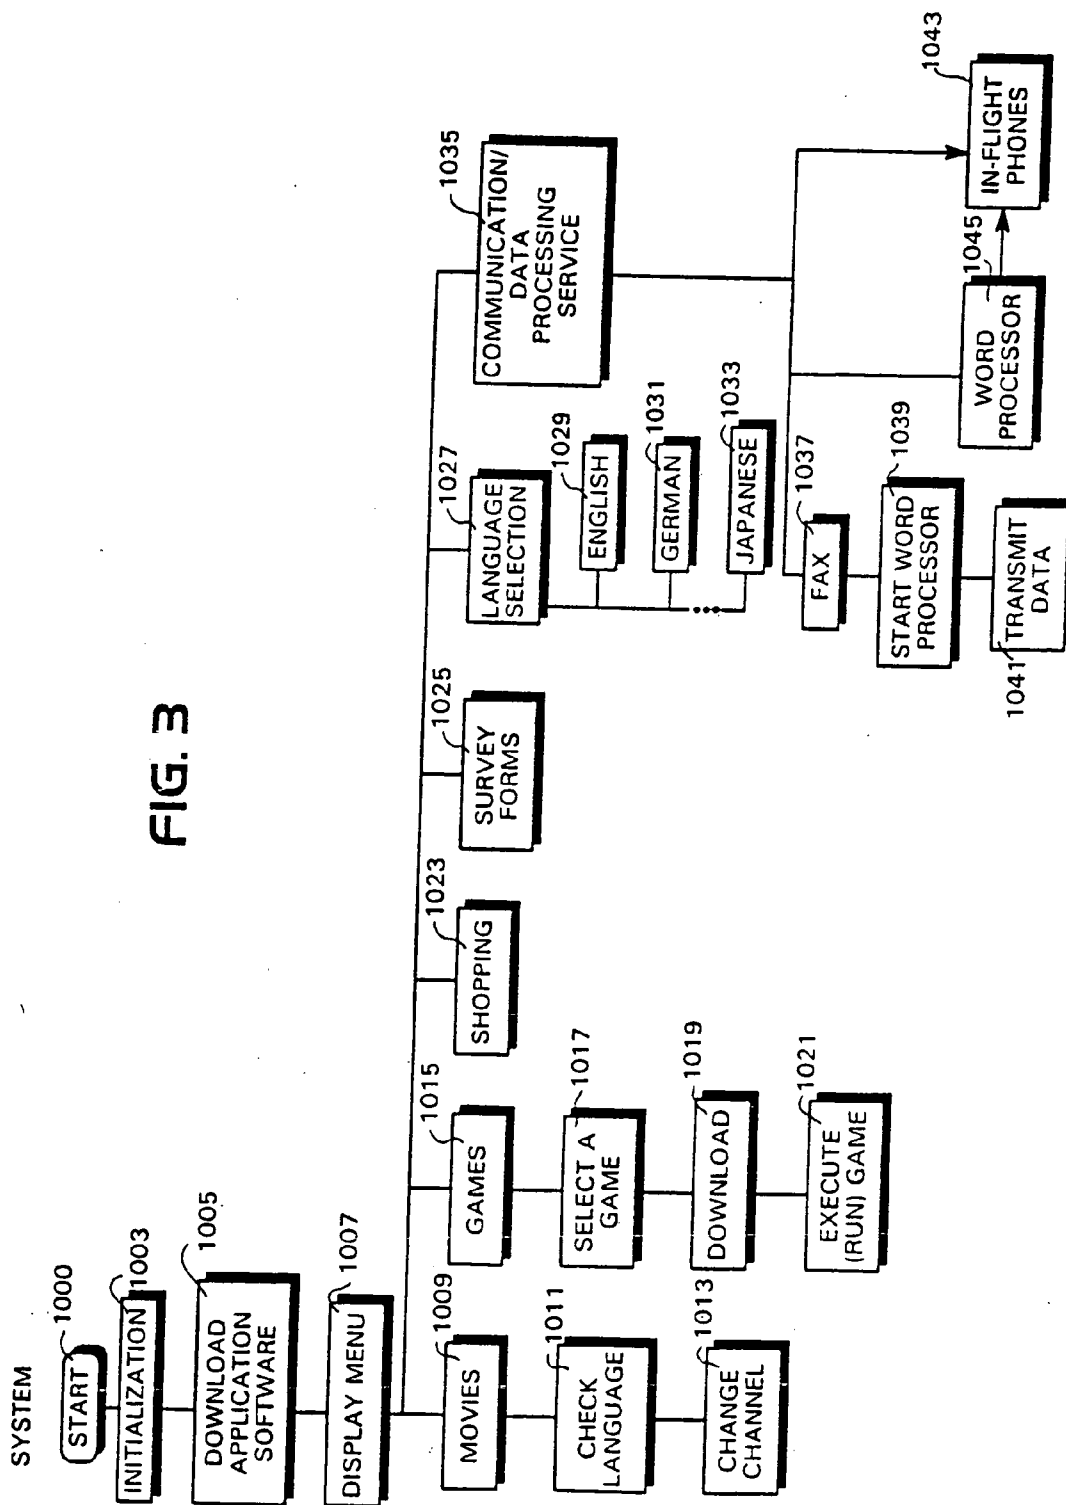 FIG. 3
SYSTEM
START
1000
INITIALIZATION
1003
DOWNLOAD
APPLICATION
SOFTWARE
1005
DISPLAY MENU
1007
MOVIES
1009
CHECK
LANGUAGE
1011
CHANGE
CHANNEL
1013
GAMES
1015
SELECT A
GAME
1017
DOWNLOAD
1019
EXECUTE
(RUN) GAME
1021
SHOPPING
1023
SURVEY
FORMS
1025
LANGUAGE
SELECTION
1027
ENGLISH
1029
GERMAN
1031
JAPANESE
1033
COMMUNICATION/
DATA
PROCESSING
SERVICE
1035
FAX
1037
START WORD
PROCESSOR
1039
TRANSMIT
DATA
1041
WORD
PROCESSOR
1045
IN-FLIGHT
PHONES
1043